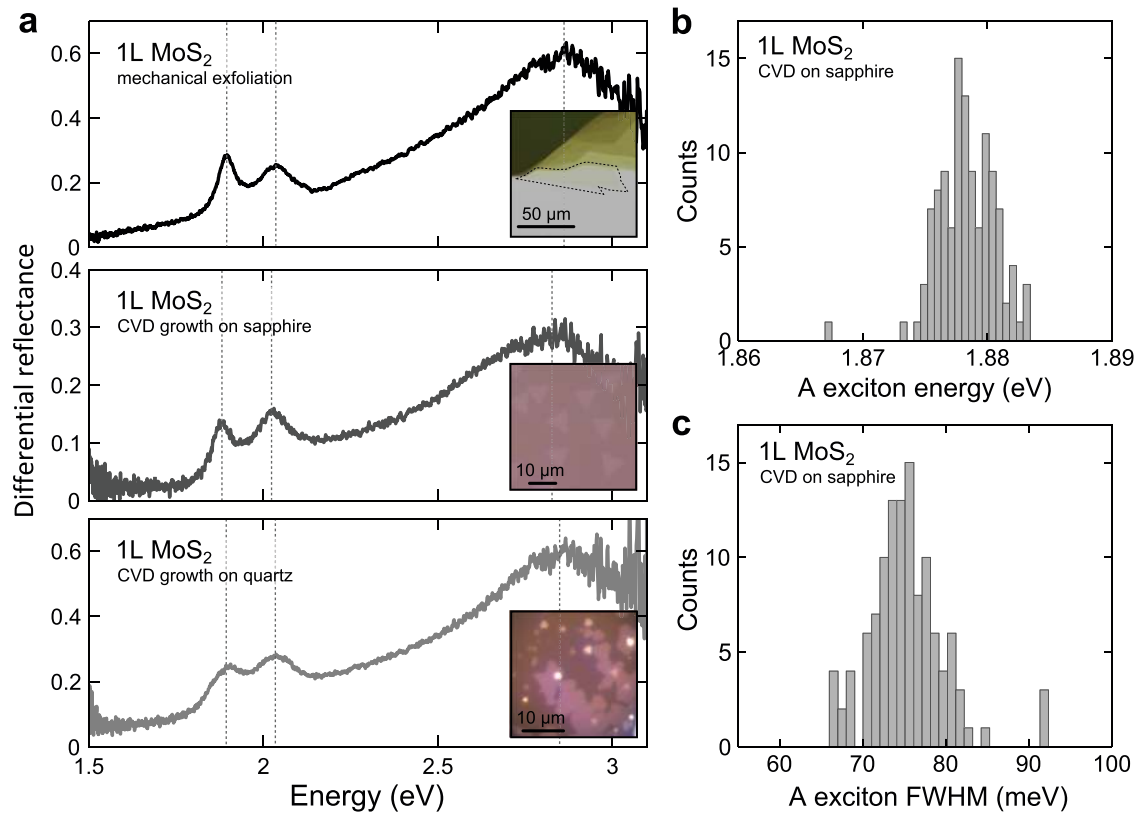 a
Differential reflectance
0.6
0.4
0.2
0
1L MoS2
mechanical exfoliation
50 µm
0.4
0.3
0.2
0.1
0
1L MoS2
CVD growth on sapphire
10 µm
0.6
0.4
0.2
0
1L MoS2
CVD growth on quartz
10 µm
1.5 2 2.5 3
Energy (eV)
b
Counts
15
10
5
0
1L MoS2
CVD on sapphire
1.86 1.87 1.88 1.89
A exciton energy (eV)
c
Counts
15
10
5
0
1L MoS2
CVD on sapphire
60 70 80 90 100
A exciton FWHM (meV)